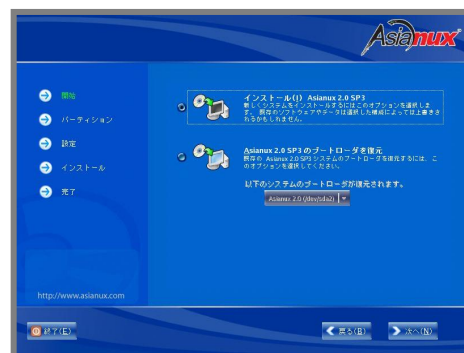 Asianux
開始
パーティション
設定
インストール
完了
インストール(I) Asianux 2.0 SP3
新しくシステムをインストールするにはこのオプションを選択しま
す。 既存のソフトウェアやデータは選択した構成によっては上書きさ
れるかもしれません。
Asianux 2.0 SP3 のブートローダを復元
既存の Asianux 2.0 SP3 システムのブートローダを復元するには、こ
のオプションを選択してください。
以下のシステムのブートローダが復元されます。
Asianux 2.0 (/dev/sda2)
http://www.asianux.com
終了(E)
戻る(B)
次へ(N)